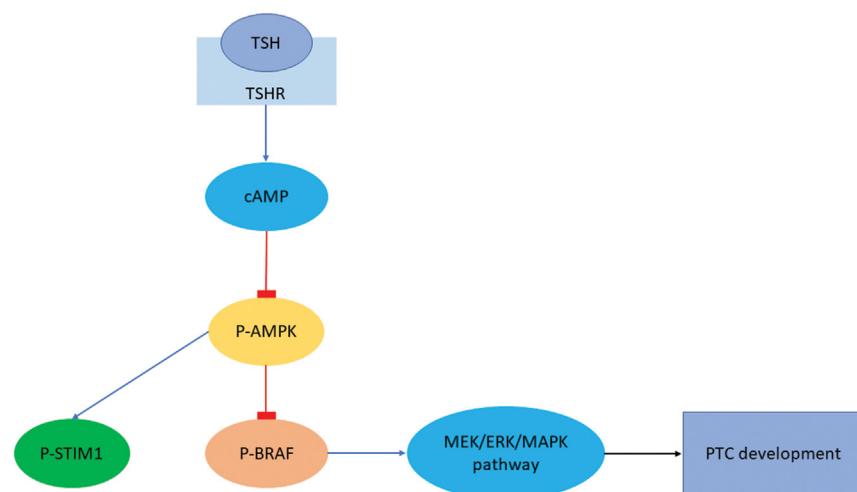 TSH
TSHR
cAMP
P-AMPK
P-STIM1
P-BRAF
MEK/ERK/MAPK
pathway
PTC development